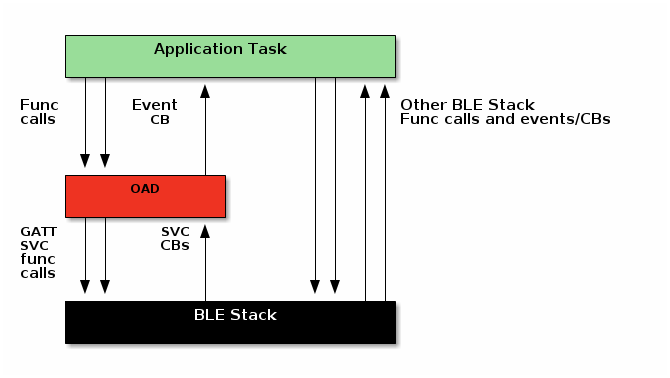 Application Task
Func
calls
Event
CB
Other BLE Stack
Func calls and events/CBs
OAD
GATT
SVC
func
calls
SVC
CBs
BLE Stack